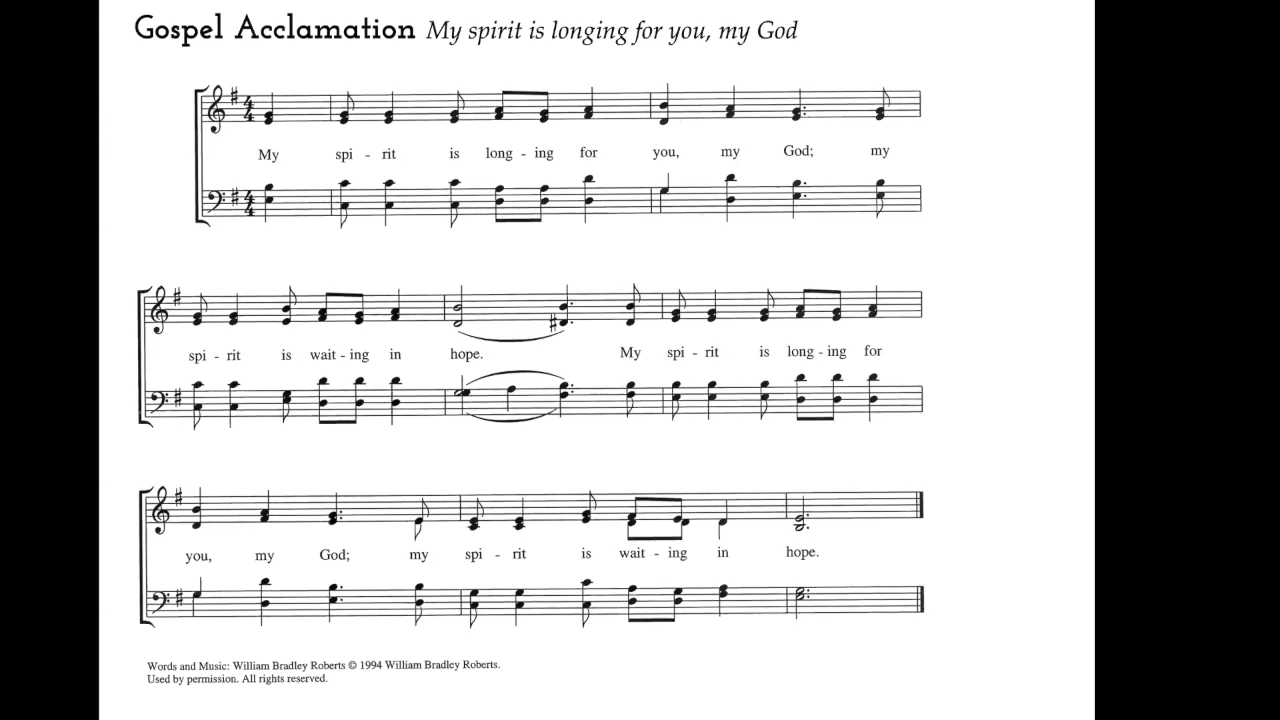 Gospel Acclamation My spirit is longing for you, my God
My spi - rit is long - ing for you, my God; my
spi - rit is wait - ing in hope. My spi - rit is long - ing for
you, my God; my spi - rit is wait - ing in hope.
Words and Music: William Bradley Roberts © 1994 William Bradley Roberts.
Used by permission. All rights reserved.